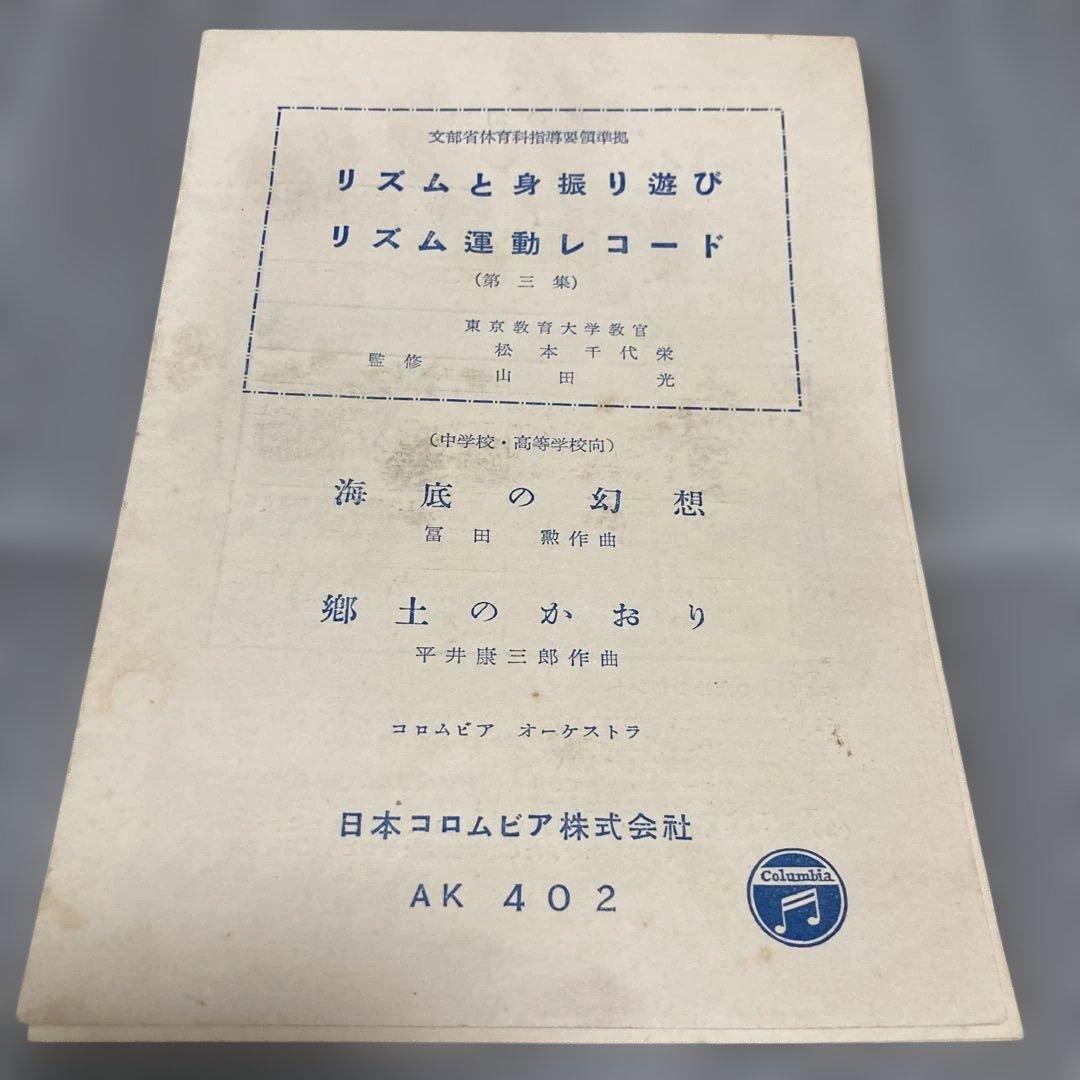 文部省体育科指導要領準拠
リズムと身振り遊び
リズム運動レコード
(第三集)
東京教育大学教官
監修 松本千代栄
山田光
(中学校・高等学校向)
海底の幻想
冨田勲作曲
郷土のかおり
平井康三郎作曲
コロムビア オーケストラ
日本コロムビア株式会社
AK 402
Columbia